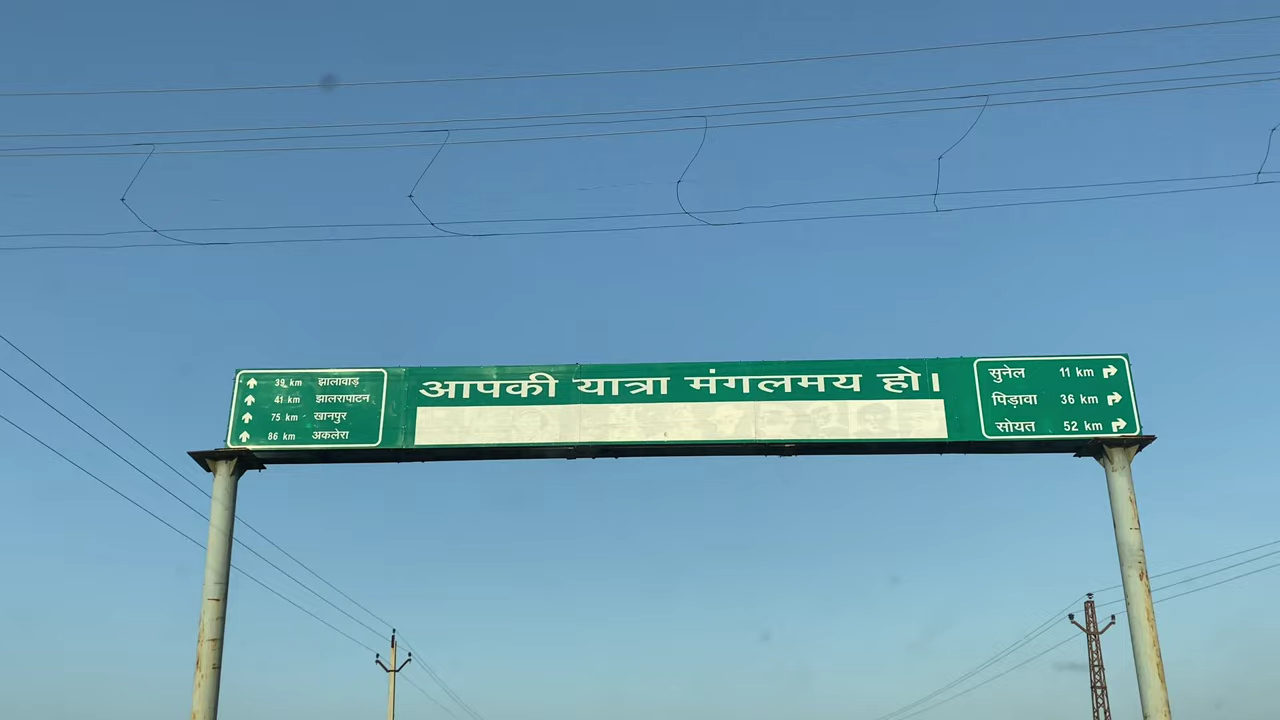 39 km झालावाड़
41 km झालरापाटन
75 km खानपुर
86 km अकलेरा
आपकी यात्रा मंगलमय हो।
सुनेल 11 km
पिड़ावा 36 km
सोयत 52 km